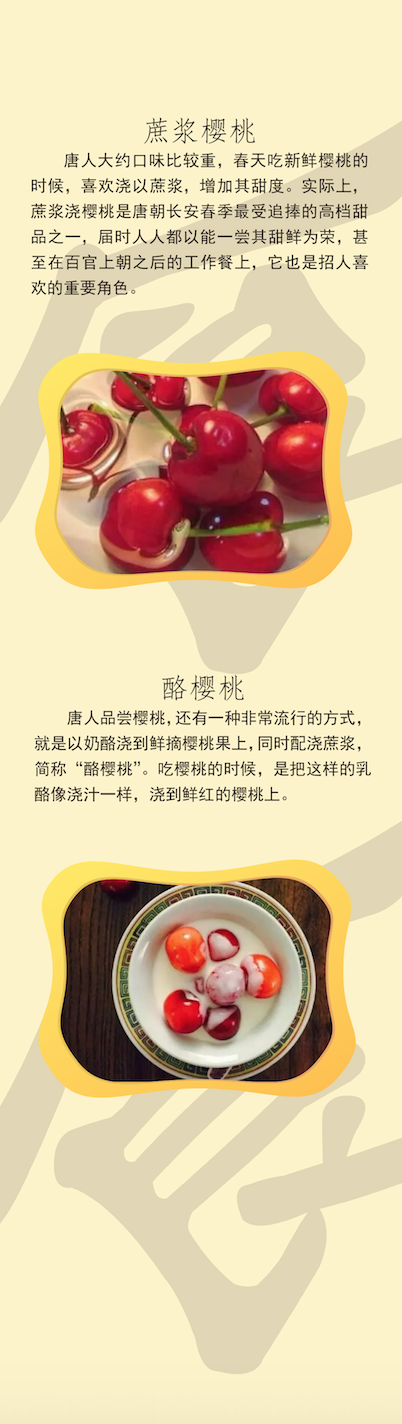 蔗浆樱桃
唐人大约口味比较重，春天吃新鲜樱桃的
时候，喜欢浇以蔗浆，增加其甜度。实际上，
蔗浆浇樱桃是唐朝长安春季最受追捧的高档甜
品之一，届时人人都以能一尝其甜鲜为荣，甚
至在百官上朝之后的工作餐上，它也是招人喜
欢的重要角色。
酪樱桃
唐人品尝樱桃，还有一种非常流行的方式，
就是以奶酪浇到鲜摘樱桃果上，同时配浇蔗浆，
简称“酪樱桃”。吃樱桃的时候，是把这样的乳
酪像浇汁一样，浇到鲜红的樱桃上。